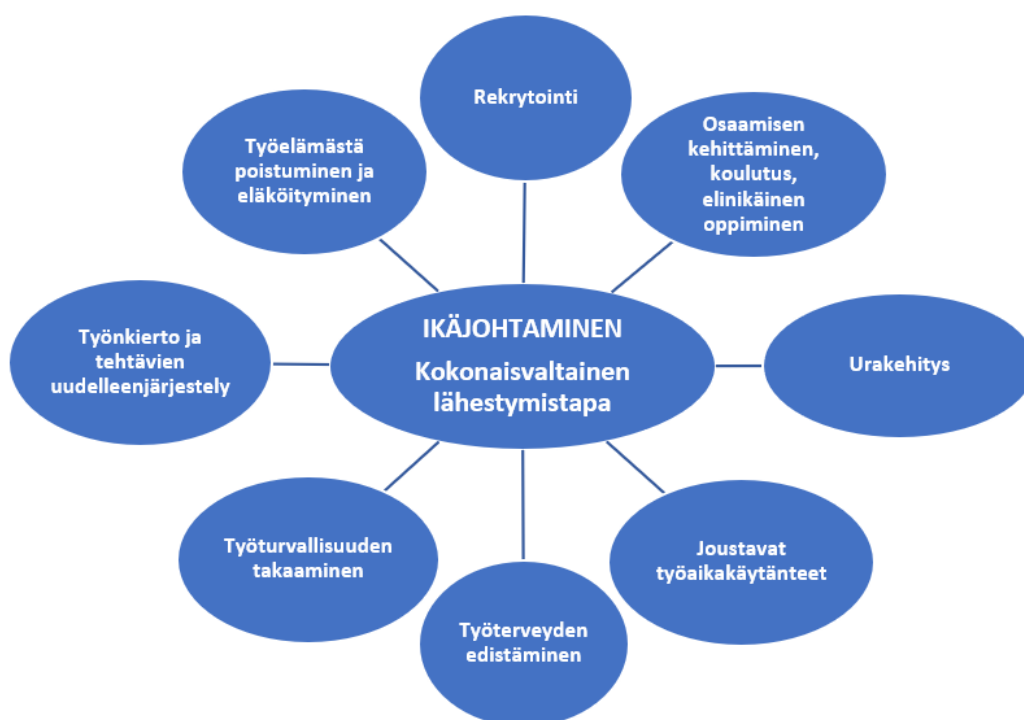 Rekrytointi
Osaamisen
kehittäminen,
koulutus,
elinikäinen
oppiminen
Työelämästä
poistuminen ja
eläköityminen
IKÄJOHTAMINEN
Kokonaisvaltainen
lähestymistapa
Työnkierto ja
tehtävien
uudelleenjärjestely
Urakehitys
Työturvallisuuden
takaaminen
Joustavat
työaikakäytänteet
Työterveyden
edistäminen